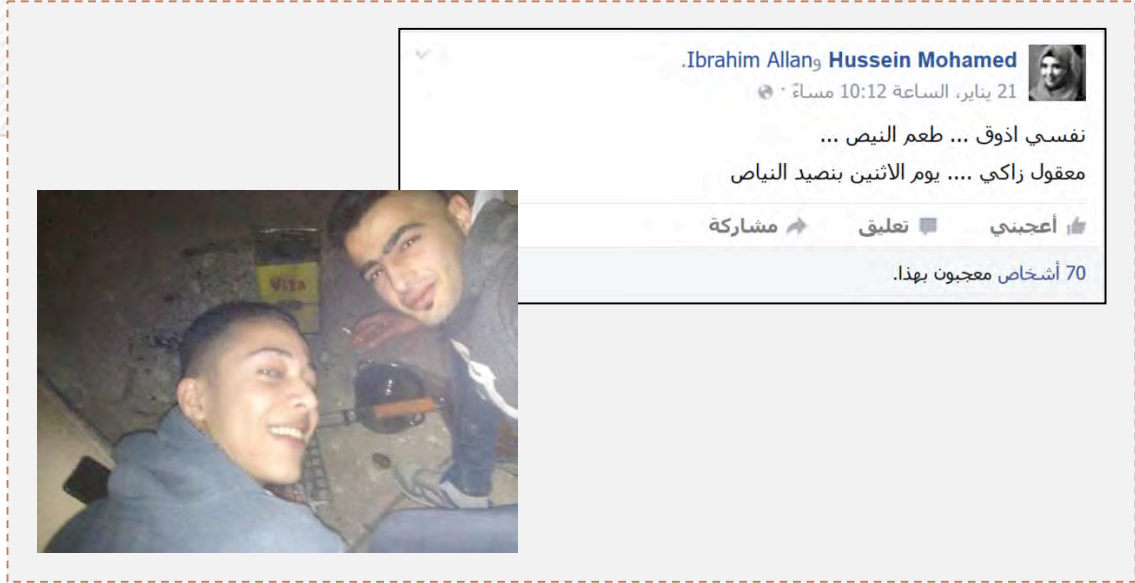 Hussein Mohamed وIbrahim Allan.
21 يناير، الساعة 10:12 مساءً ·
نفسي اذوق ... طعم النيص ...
معقول زاكي .... يوم الاثنين بنصيد النياص
أعجبني تعليق مشاركة
70 أشخاص معجبون بهذا.
VITA